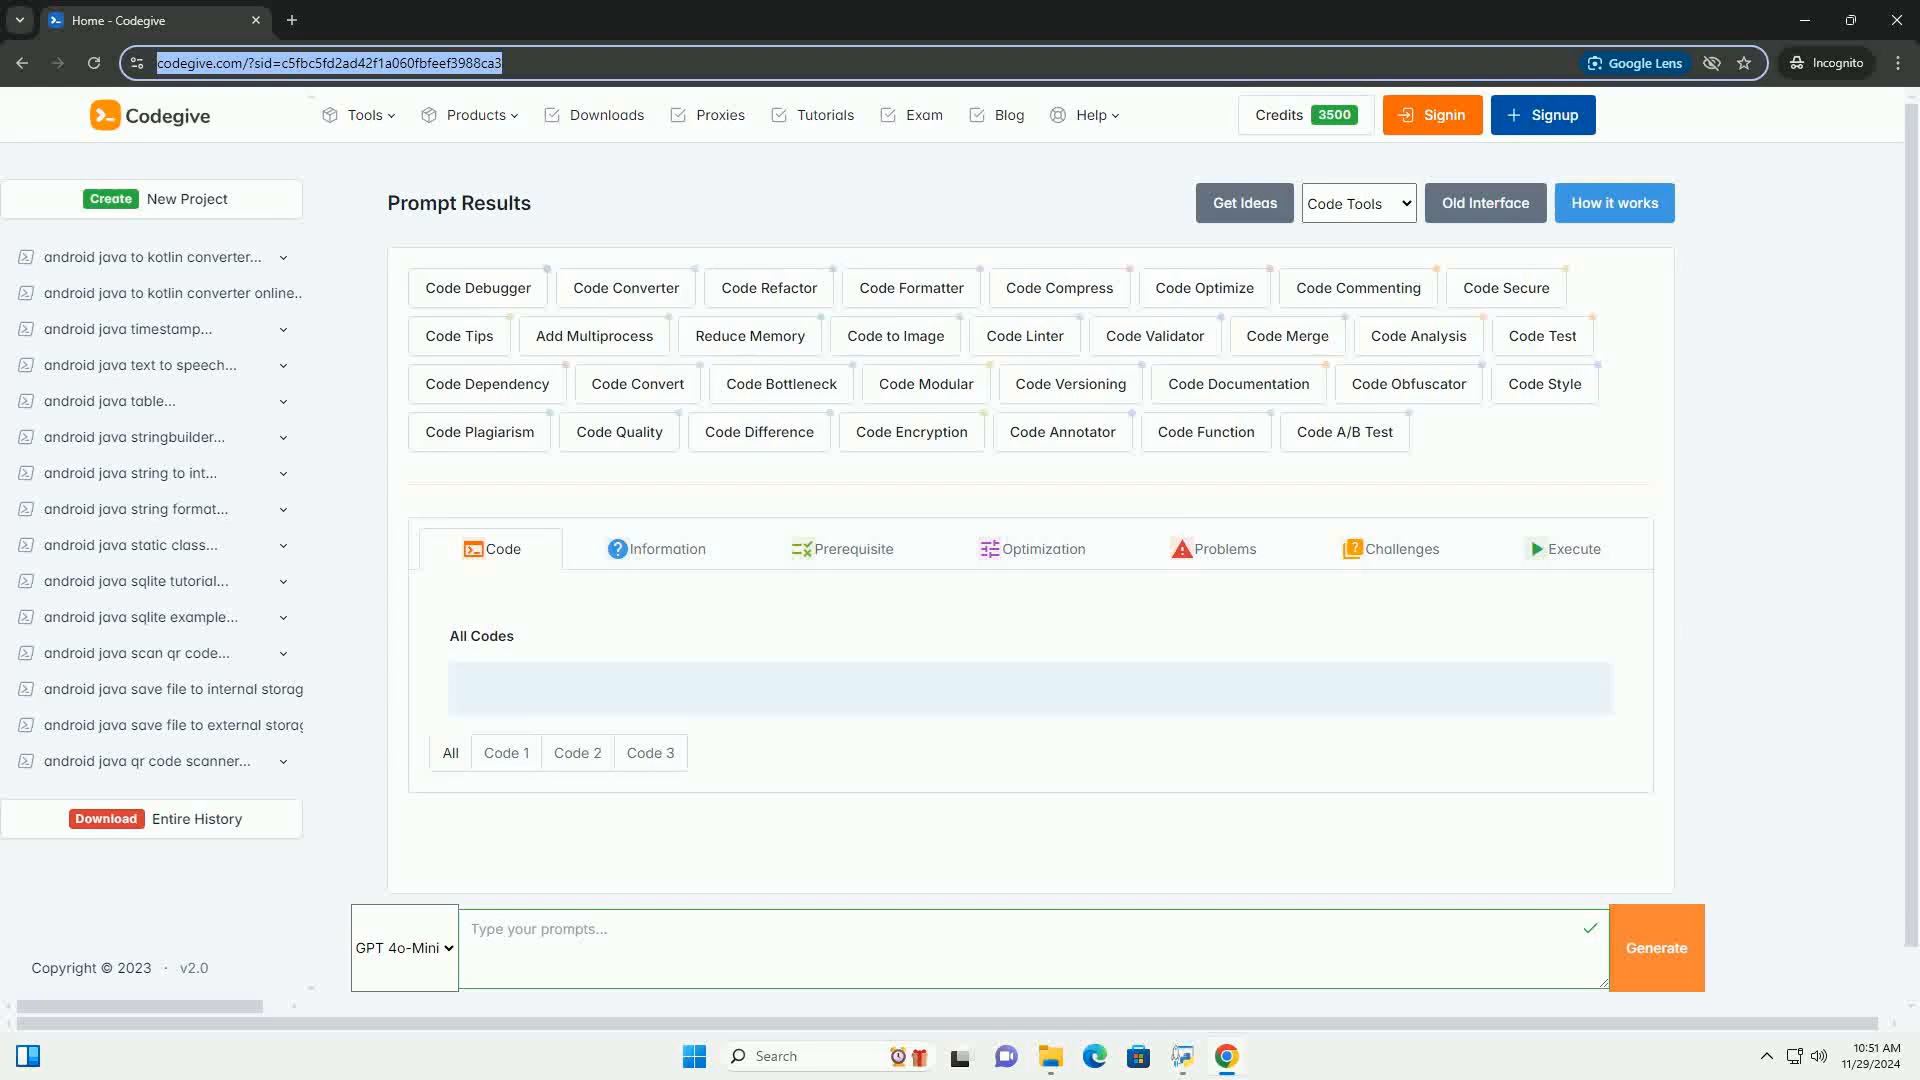 Home - Codegive
codegive.com/?sid=c5fbc5fd2ad42f1a060fbfeef3988ca3
Google Lens
Incognito
Codegive
Tools
Products
Downloads
Proxies
Tutorials
Exam
Blog
Help
Credits 3500
Signin
Signup
Create New Project
android java to kotlin converter...
android java to kotlin converter online..
android java timestamp...
android java text to speech...
android java table...
android java stringbuilder...
android java string to int...
android java string format...
android java static class...
android java sqlite tutorial...
android java sqlite example...
android java scan qr code...
android java save file to internal storag
android java save file to external storag
android java qr code scanner...
Download Entire History
Copyright © 2023 · v2.0
Prompt Results
Get Ideas
Code Tools
Old Interface
How it works
Code Debugger
Code Converter
Code Refactor
Code Formatter
Code Compress
Code Optimize
Code Commenting
Code Secure
Code Tips
Add Multiprocess
Reduce Memory
Code to Image
Code Linter
Code Validator
Code Merge
Code Analysis
Code Test
Code Dependency
Code Convert
Code Bottleneck
Code Modular
Code Versioning
Code Documentation
Code Obfuscator
Code Style
Code Plagiarism
Code Quality
Code Difference
Code Encryption
Code Annotator
Code Function
Code A/B Test
Code
Information
Prerequisite
Optimization
Problems
Challenges
Execute
All Codes
All
Code 1
Code 2
Code 3
GPT 4o-Mini
Type your prompts...
Generate
Search
10:51 AM
11/29/2024